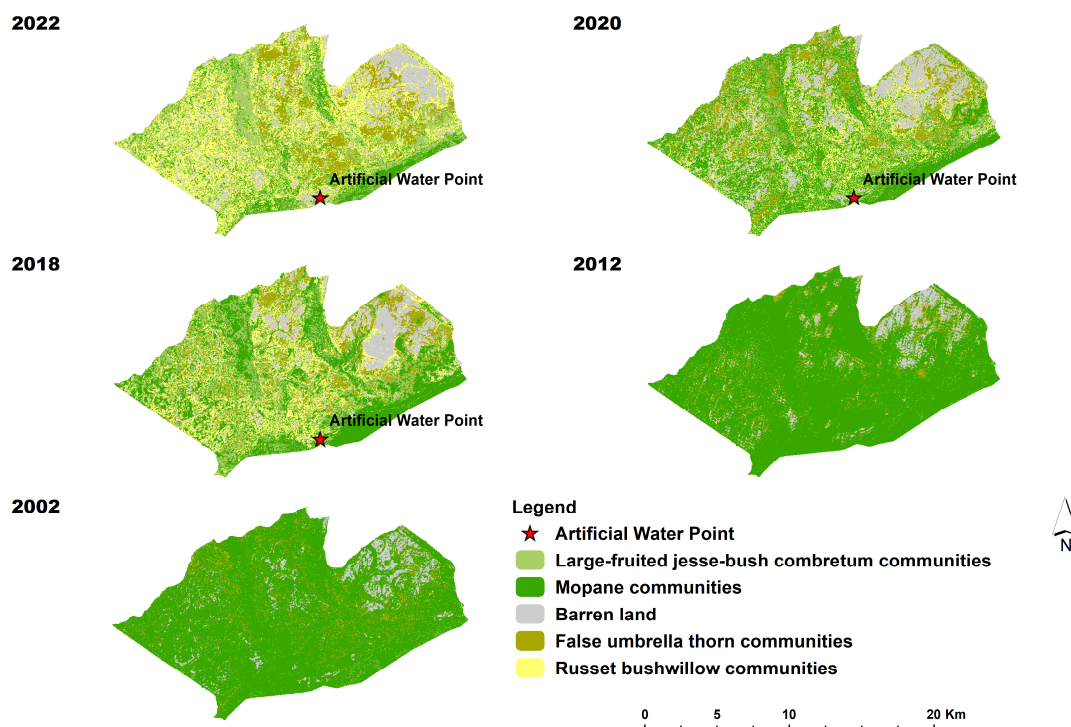 2022
2020
Artificial Water Point
Artificial Water Point
2018
2012
Artificial Water Point
2002
Legend
Artificial Water Point
Large-fruited jesse-bush combretum communities
Mopane communities
Barren land
False umbrella thorn communities
Russet bushwillow communities
N
0 5 10 20 Km